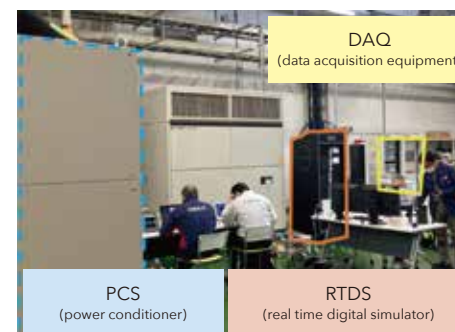 DAQ
(data acquisition equipment
PCS
(power conditioner)
RTDS
(real time digital simulator)